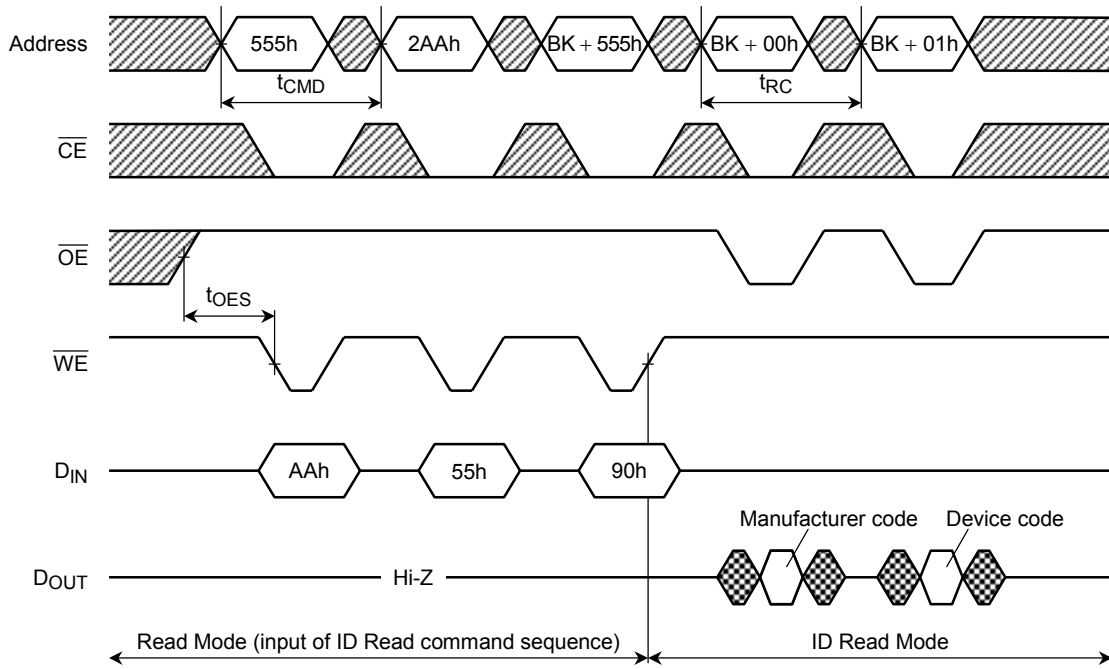 Address 555h 2AAh BK + 555h BK + 00h BK + 01h
tCMD tRC
CE
OE
tOES
WE
DIN AAh 55h 90h
Manufacturer code Device code
DOUT Hi-Z
Read Mode (input of ID Read command sequence) ID Read Mode